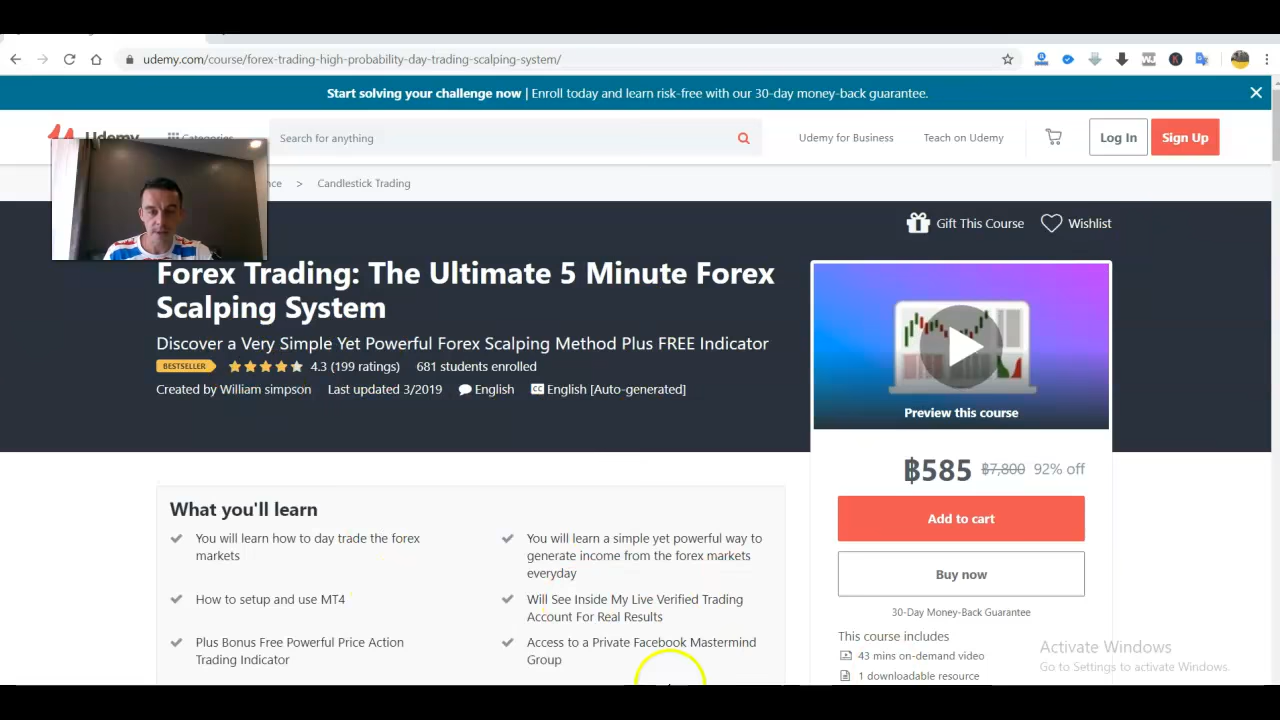 udemy.com/course/forex-trading-high-probability-day-trading-scalping-system/
Start solving your challenge now | Enroll today and learn risk-free with our 30-day money-back guarantee.
Udemy
Categories
Search for anything
Udemy for Business
Teach on Udemy
Log In
Sign Up
> Candlestick Trading
Gift This Course
Wishlist
Forex Trading: The Ultimate 5 Minute Forex
Scalping System
Discover a Very Simple Yet Powerful Forex Scalping Method Plus FREE Indicator
BESTSELLER 4.3 (199 ratings) 681 students enrolled
Created by William simpson Last updated 3/2019 English CC English [Auto-generated]
Preview this course
฿585 ฿7,800 92% off
Add to cart
Buy now
30-Day Money-Back Guarantee
This course includes
43 mins on-demand video
1 downloadable resource
What you'll learn
You will learn how to day trade the forex
markets
You will learn a simple yet powerful way to
generate income from the forex markets
everyday
How to setup and use MT4
Will See Inside My Live Verified Trading
Account For Real Results
Plus Bonus Free Powerful Price Action
Trading Indicator
Access to a Private Facebook Mastermind
Group
Activate Windows
Go to Settings to activate Windows.